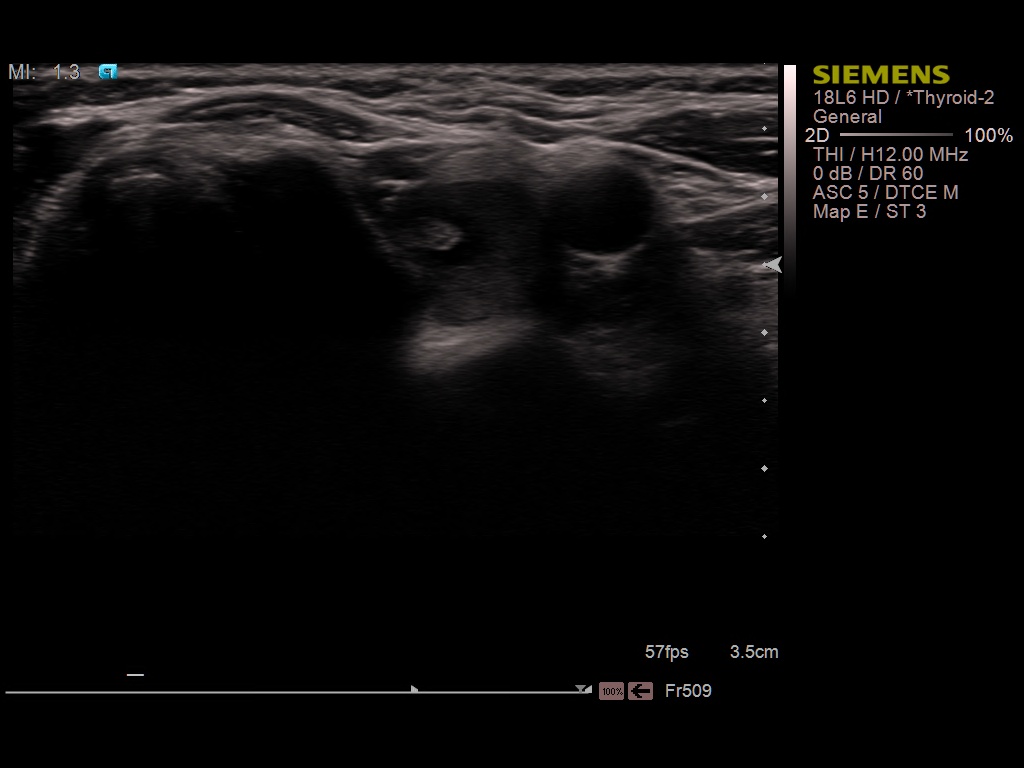 MI: 1.3
SIEMENS
18L6 HD / *Thyroid-2
General
2D 100%
THI / H12.00 MHz
0 dB / DR 60
ASC 5 / DTCE M
Map E / ST 3
57fps 3.5cm
100% Fr509